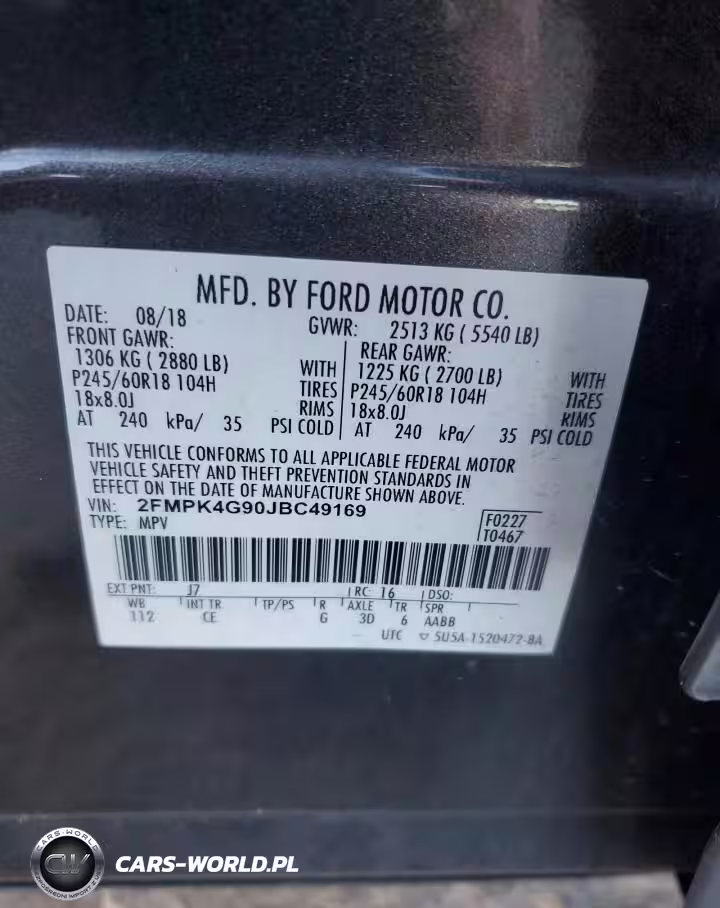 MFD. BY FORD MOTOR CO.
DATE: 08/18 GVWR: 2513 KG ( 5540 LB)
FRONT GAWR: REAR GAWR:
1306 KG ( 2880 LB) WITH 1225 KG ( 2700 LB) WITH
P245/60R18 104H TIRES P245/60R18 104H TIRES
18x8.0J RIMS 18x8.0J RIMS
AT 240 kPa/ 35 PSI COLD AT 240 kPa/ 35 PSI COLD
THIS VEHICLE CONFORMS TO ALL APPLICABLE FEDERAL MOTOR
VEHICLE SAFETY AND THEFT PREVENTION STANDARDS IN
EFFECT ON THE DATE OF MANUFACTURE SHOWN ABOVE.
VIN: 2FMPK4G90JBC49169 F0227
TYPE: MPV T0467
EXT PNT: J7 RC: 16 DSO:
WB INT TR TP/PS R AXLE TR SPR
112 CE G 3D 6 AABB
UTC 5U5A-1520472-BA
CARS-WORLD
CW
CARS-WORLD.PL